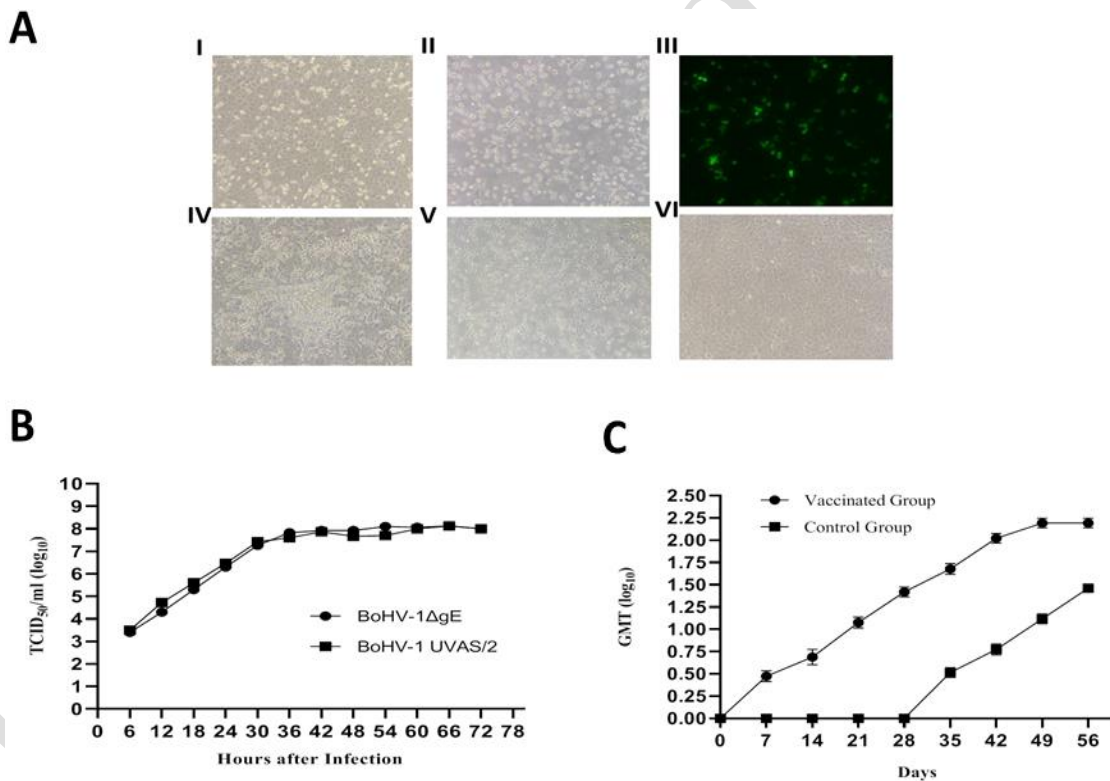 A
I
II
III
IV
V
VI
B
10
9
8
7
6
5
4
3
2
1
0
TCID50/ml (log10)
BoHV-1ΔgE
BoHV-1 UVAS/2
0 6 12 18 24 30 36 42 48 54 60 66 72 78
Hours after Infection
C
Vaccinated Group
Control Group
2.50
2.25
2.00
1.75
1.50
1.25
1.00
0.75
0.50
0.25
0.00
GMT (log10)
0 7 14 21 28 35 42 49 56
Days